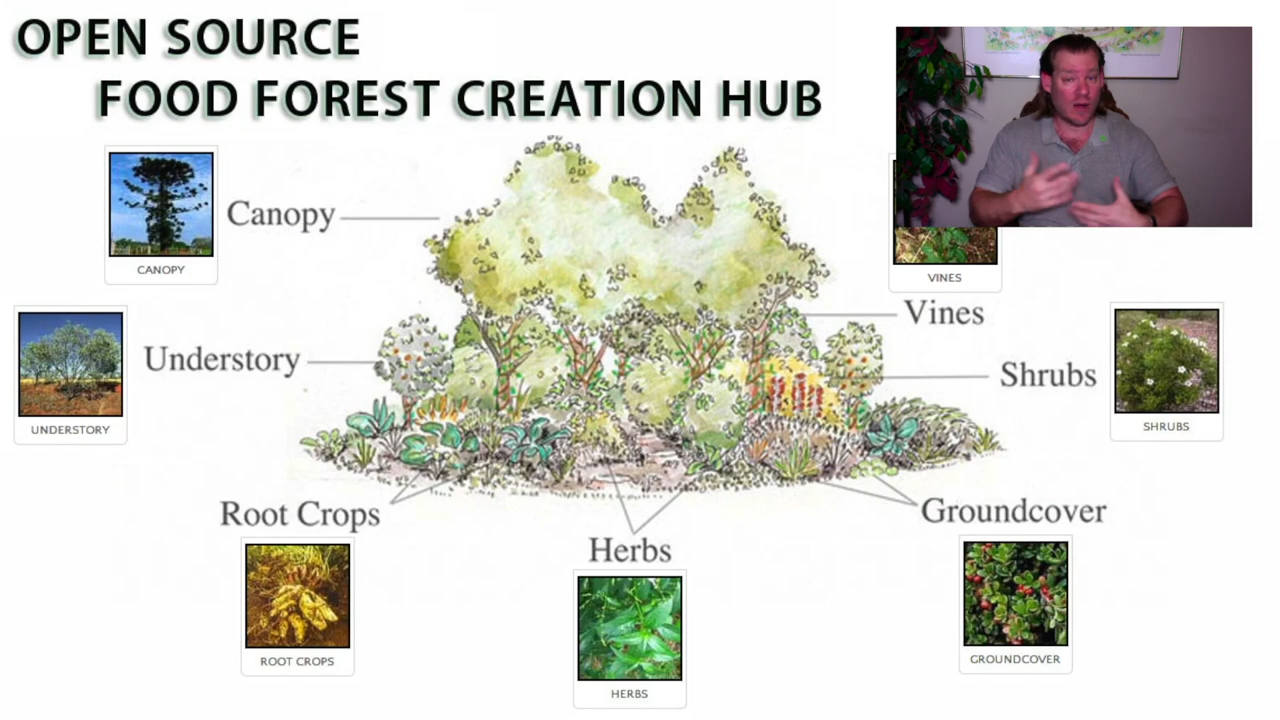 OPEN SOURCE
FOOD FOREST CREATION HUB
Canopy
CANOPY
VINES
Vines
Understory
UNDERSTORY
Shrubs
SHRUBS
Root Crops
ROOT CROPS
Herbs
HERBS
Groundcover
GROUNDCOVER